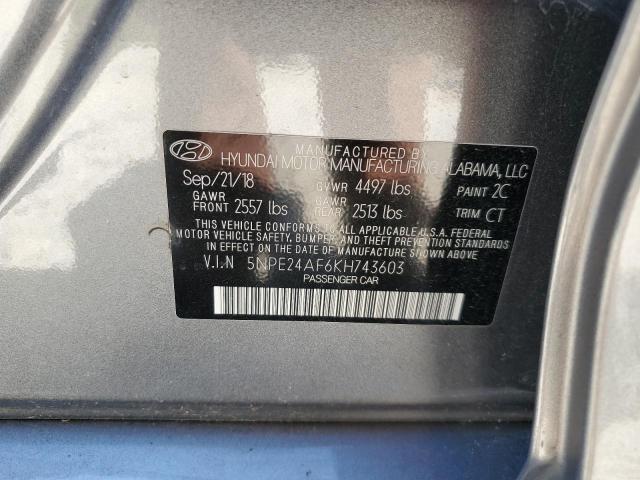 MANUFACTURED BY
HYUNDAI MOTOR MANUFACTURING ALABAMA, LLC
Sep/21/18 GVWR 4497 lbs PAINT 2C
GAWR FRONT 2557 lbs GAWR REAR 2513 lbs TRIM CT
THIS VEHICLE CONFORMS TO ALL APPLICABLE U.S.A. FEDERAL
MOTOR VEHICLE SAFETY, BUMPER, AND THEFT PREVENTION STANDARDS
IN EFFECT ON THE DATE OF MANUFACTURE SHOWN ABOVE.
V.I.N 5NPE24AF6KH743603
PASSENGER CAR